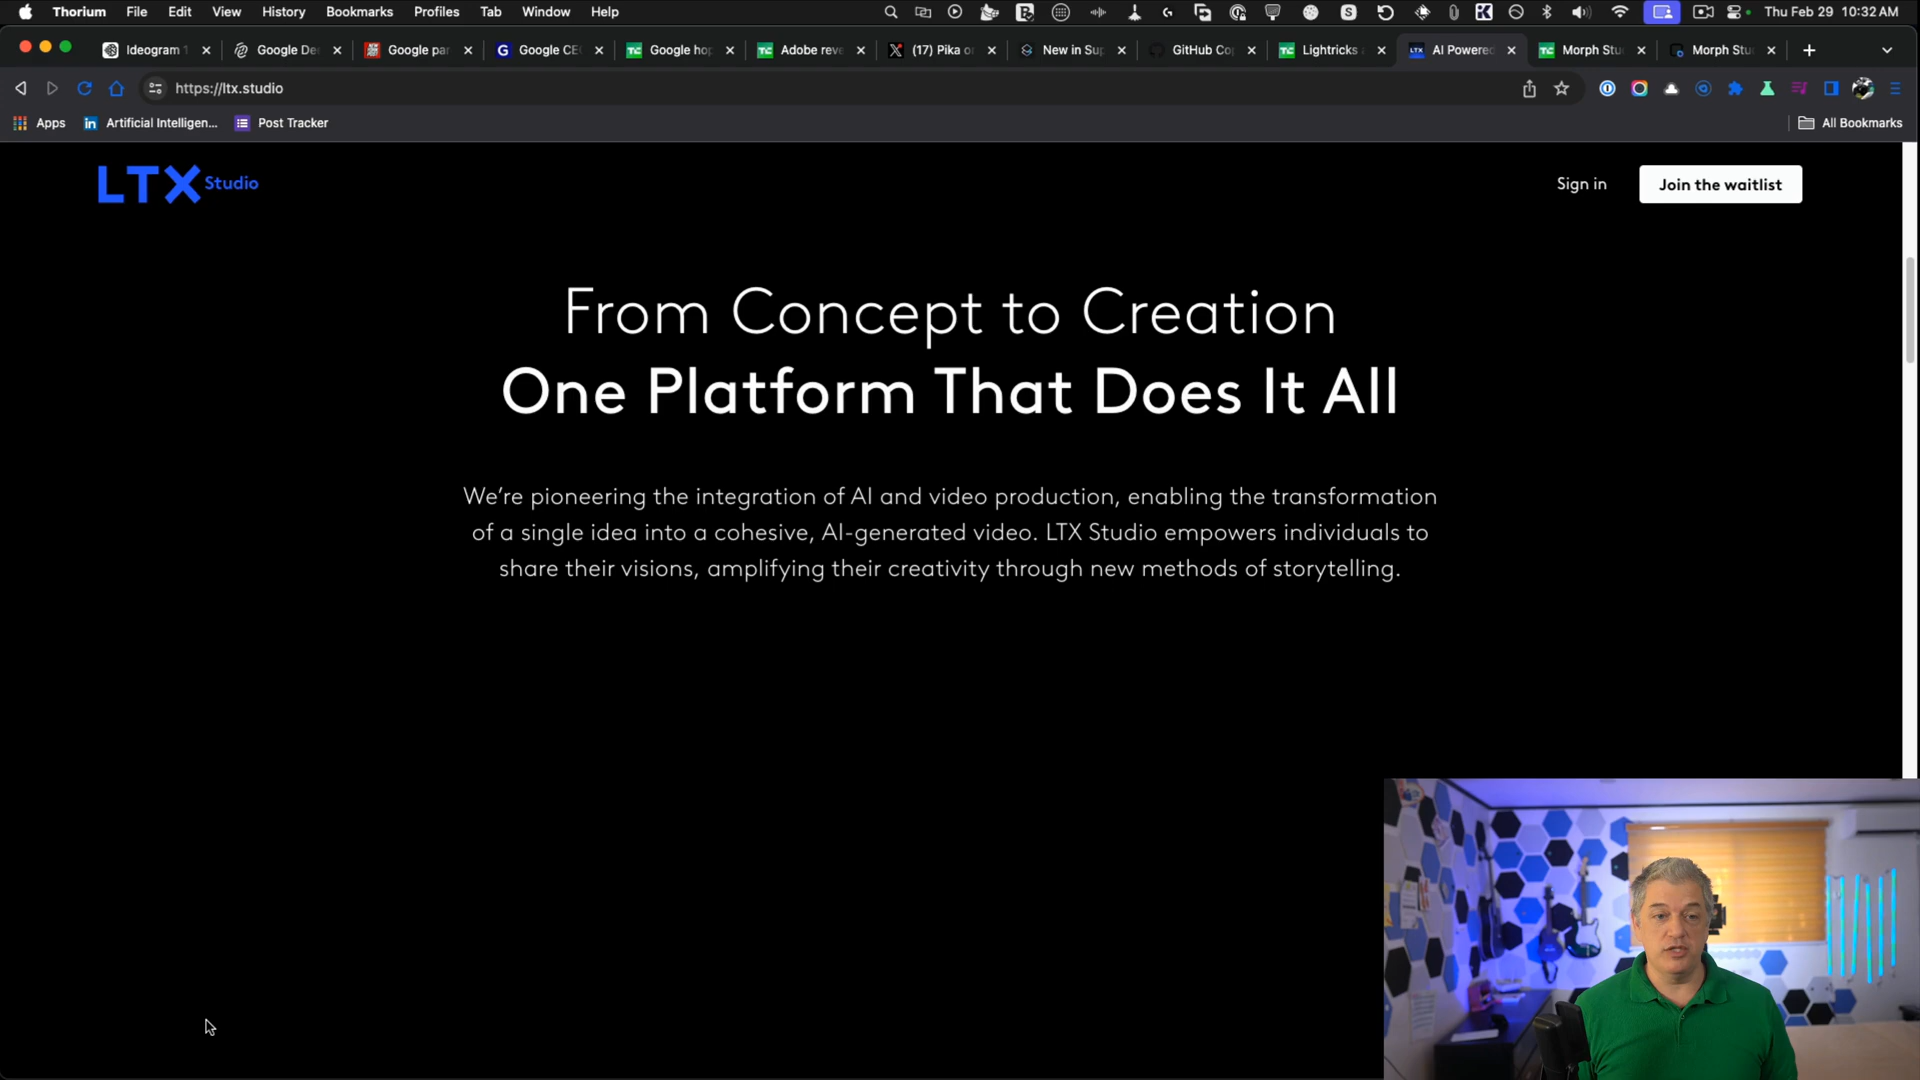 Thorium File Edit View History Bookmarks Profiles Tab Window Help Thu Feb 29 10:32 AM
Ideogram 1 Google De Google par Google CE Google hop Adobe reve (17) Pika on New in Sup GitHub Co Lightricks AI Powered Morph Stu Morph Stu
https://ltx.studio
Apps Artificial Intelligen... Post Tracker All Bookmarks
LTX Studio
Sign in
Join the waitlist
From Concept to Creation
One Platform That Does It All
We're pioneering the integration of AI and video production, enabling the transformation
of a single idea into a cohesive, AI-generated video. LTX Studio empowers individuals to
share their visions, amplifying their creativity through new methods of storytelling.